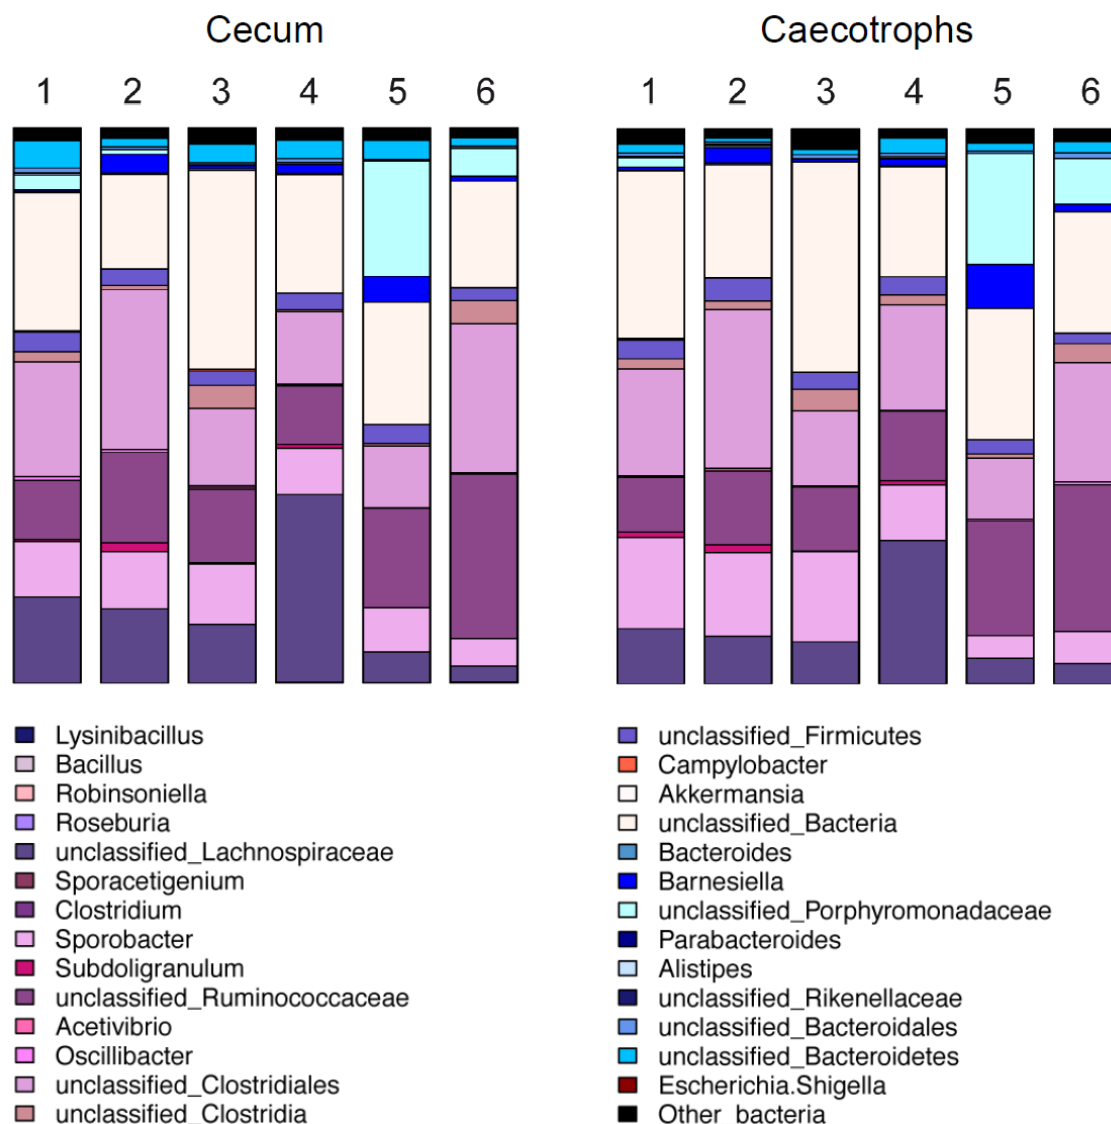 Cecum
Caecotrophs
1 2 3 4 5 6
1 2 3 4 5 6
Lysinibacillus
Bacillus
Robinsoniella
Roseburia
unclassified_Lachnospiraceae
Sporacetigenium
Clostridium
Sporobacter
Subdoligranulum
unclassified_Ruminococcaceae
Acetivibrio
Oscillibacter
unclassified_Clostridiales
unclassified_Clostridia
unclassified_Firmicutes
Campylobacter
Akkermansia
unclassified_Bacteria
Bacteroides
Barnesiella
unclassified_Porphyromonadaceae
Parabacteroides
Alistipes
unclassified_Rikenellaceae
unclassified_Bacteroidales
unclassified_Bacteroidetes
Escherichia.Shigella
Other bacteria